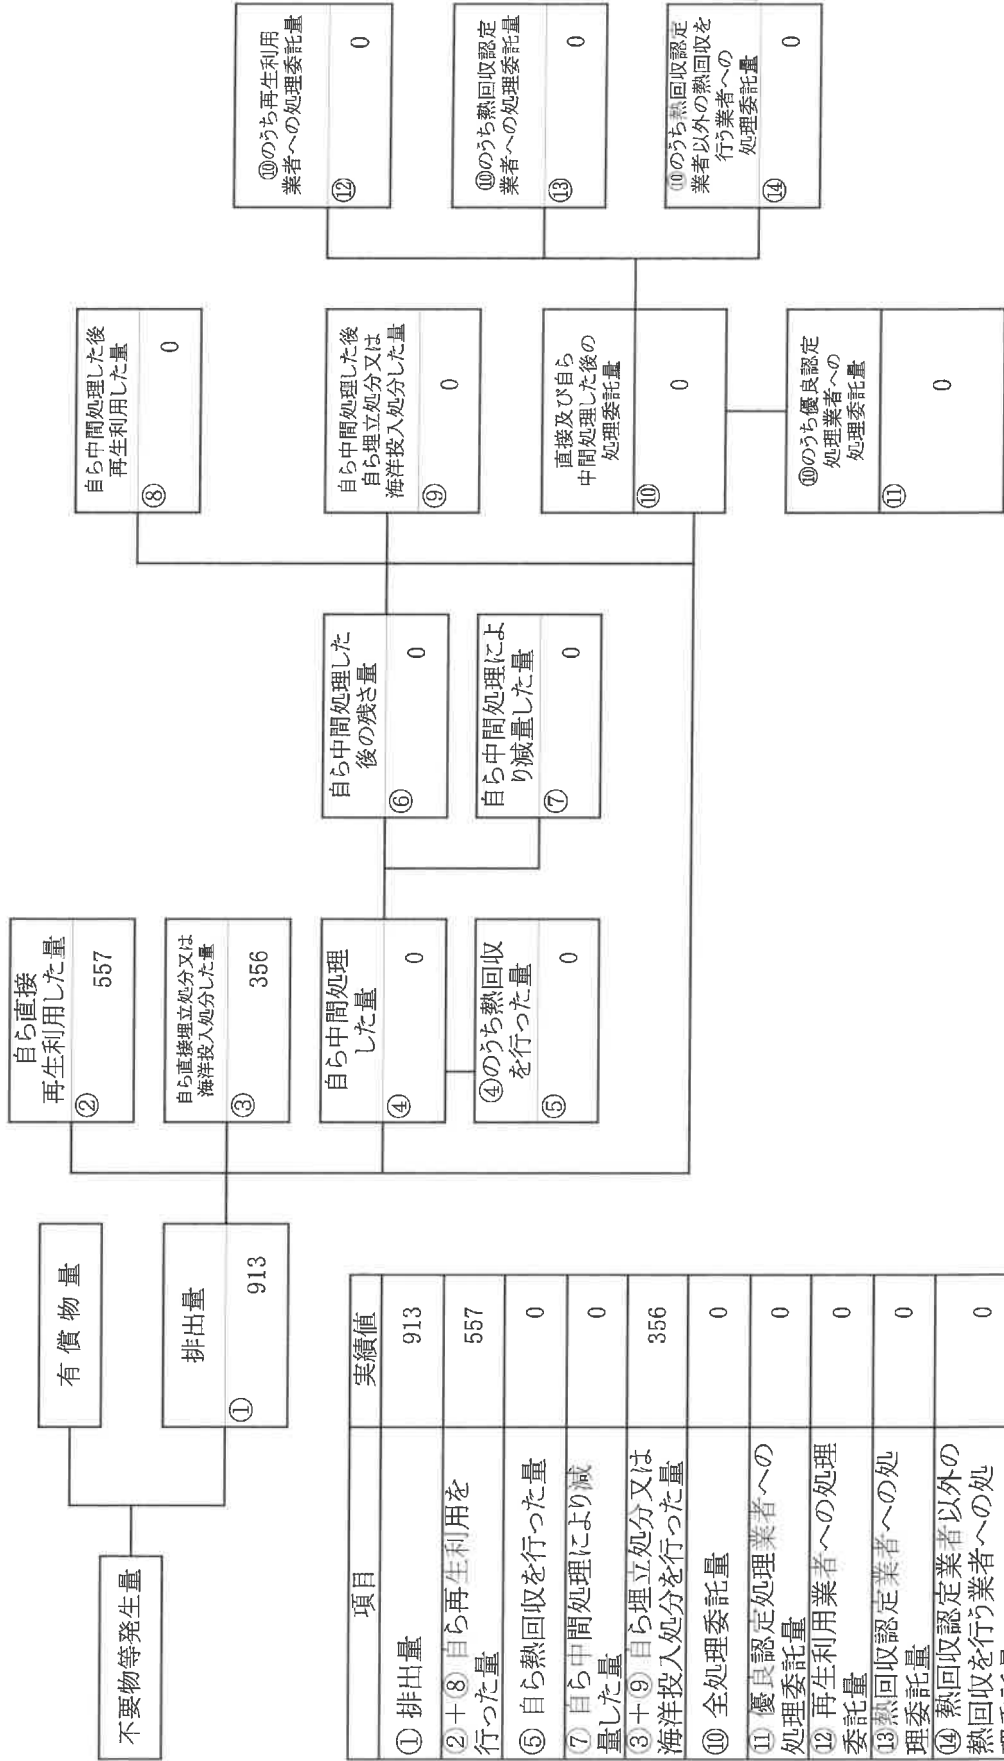 不要物等発生量
有償物量
排出量
①
913
自ら直接
再生利用した量
②
557
自ら直接埋立処分又は
海洋投入処分した量
③
356
自ら中間処理
した量
④
0
④のうち熱回収
を行った量
⑤
0
自ら中間処理した
後の残さ量
⑥
0
自ら中間処理によ
り減量した量
⑦
0
自ら中間処理した後
再生利用した量
⑧
0
自ら中間処理した後
自ら埋立処分又は
海洋投入処分した量
⑨
0
直接及び自ら
中間処理した後の
処理委託量
⑩
0
⑩のうち優良認定
処理業者への
処理委託量
⑪
0
⑩のうち再生利用
業者への処理委託量
⑫
0
⑩のうち熱回収認定
業者への処理委託量
⑬
0
⑩のうち熱回収認定
業者以外の熱回収を
行う業者への
処理委託量
⑭
0
項目 実績値
①排出量 913
②+⑧自ら再生利用を
行った量 557
⑤自ら熱回収を行った量 0
⑦自ら中間処理により減
量した量 0
③+⑨自ら埋立処分又は
海洋投入処分を行った量 356
⑩全処理委託量 0
⑪優良認定処理業者への
処理委託量 0
⑫再生利用業者への処理
委託量 0
⑬熱回収認定業者への処
理委託量 0
⑭熱回収認定業者以外の
熱回収を行う業者への処 0